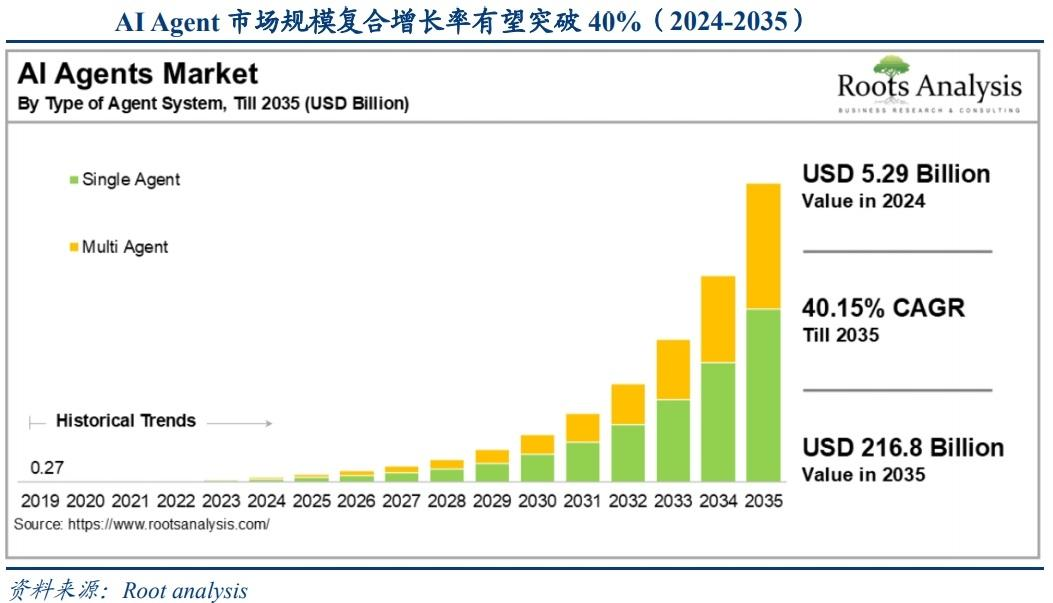 AI Agent 市场规模复合增长率有望突破 40%（2024-2035）
AI Agents Market
By Type of Agent System, Till 2035 (USD Billion)
Roots Analysis
BUSINESS RESEARCH & CONSULTING
Single Agent
Multi Agent
USD 5.29 Billion
Value in 2024
40.15% CAGR
Till 2035
USD 216.8 Billion
Value in 2035
Historical Trends
0.27
2019 2020 2021 2022 2023 2024 2025 2026 2027 2028 2029 2030 2031 2032 2033 2034 2035
Source: https://www.rootsanalysis.com/
资料来源：Root analysis